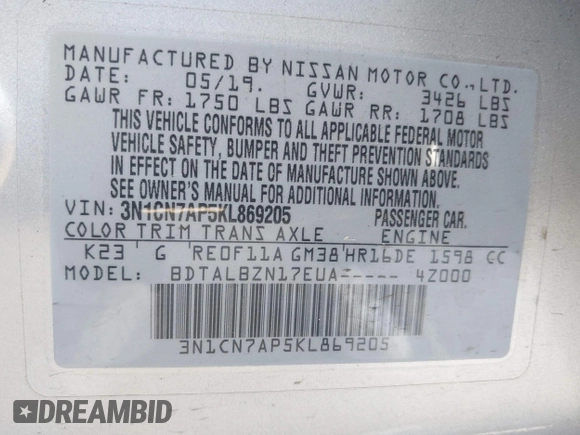 MANUFACTURED BY NISSAN MOTOR CO.,LTD.
DATE: 05/19. GVWR: 3426 LBS
GAWR FR: 1750 LBS GAWR RR: 1708 LBS
THIS VEHICLE CONFORMS TO ALL APPLICABLE FEDERAL MOTOR
VEHICLE SAFETY, BUMPER AND THEFT PREVENTION STANDARDS
IN EFFECT ON THE DATE OF MANUFACTURE SHOWN ABOVE.
SEE OWNER'S MANUAL FOR ADDITIONAL INFORMATION.
VIN: 3N1CN7AP5KL869205 PASSENGER CAR.
COLOR TRIM TRANS AXLE ENGINE
K23 G RE0F11A GM38 HR16DE 1598 CC
MODEL: BDTALBZN17EUA----- 4Z000
3N1CN7AP5KL869205
DREAMBID